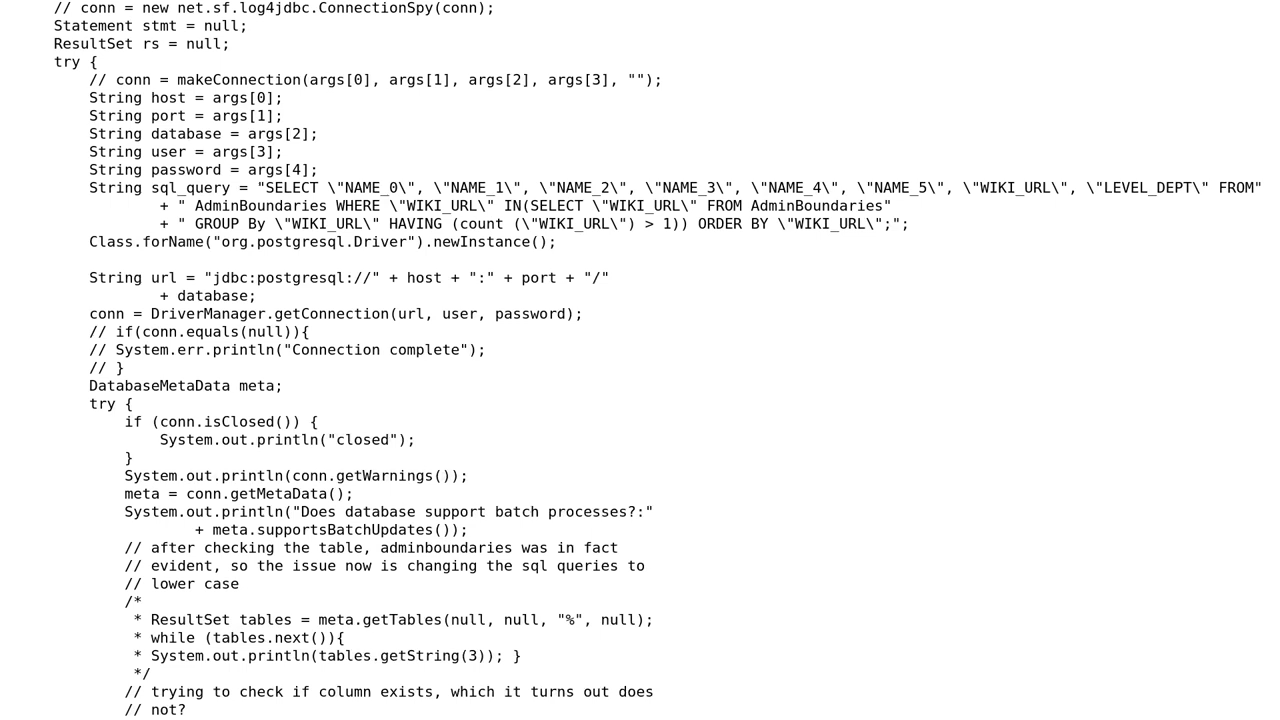 // conn = new net.sf.log4jdbc.ConnectionSpy(conn);
Statement stmt = null;
ResultSet rs = null;
try {
// conn = makeConnection(args[0], args[1], args[2], args[3], "");
String host = args[0];
String port = args[1];
String database = args[2];
String user = args[3];
String password = args[4];
String sql_query = "SELECT \"NAME_0\", \"NAME_1\", \"NAME_2\", \"NAME_3\", \"NAME_4\", \"NAME_5\", \"WIKI_URL\", \"LEVEL_DEPT\" FROM"
+ " AdminBoundaries WHERE \"WIKI_URL\" IN(SELECT \"WIKI_URL\" FROM AdminBoundaries"
+ " GROUP By \"WIKI_URL\" HAVING (count (\"WIKI_URL\") > 1)) ORDER BY \"WIKI_URL\";";
Class.forName("org.postgresql.Driver").newInstance();
String url = "jdbc:postgresql://" + host + ":" + port + "/"
+ database;
conn = DriverManager.getConnection(url, user, password);
// if(conn.equals(null)){
// System.err.println("Connection complete");
// }
DatabaseMetaData meta;
try {
if (conn.isClosed()) {
System.out.println("closed");
}
System.out.println(conn.getWarnings());
meta = conn.getMetaData();
System.out.println("Does database support batch processes?:"
+ meta.supportsBatchUpdates());
// after checking the table, adminboundaries was in fact
// evident, so the issue now is changing the sql queries to
// lower case
/*
* ResultSet tables = meta.getTables(null, null, "%", null);
* while (tables.next()){
* System.out.println(tables.getString(3)); }
*/
// trying to check if column exists, which it turns out does
// not?